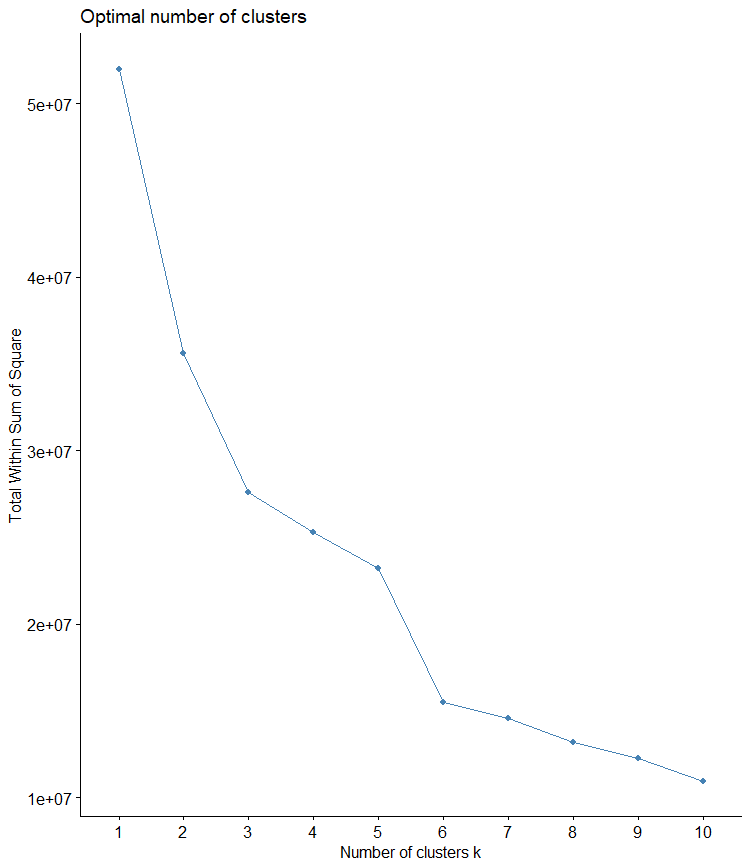 Optimal number of clusters
Total Within Sum of Square
5e+07
4e+07
3e+07
2e+07
1e+07
1 2 3 4 5 6 7 8 9 10
Number of clusters k